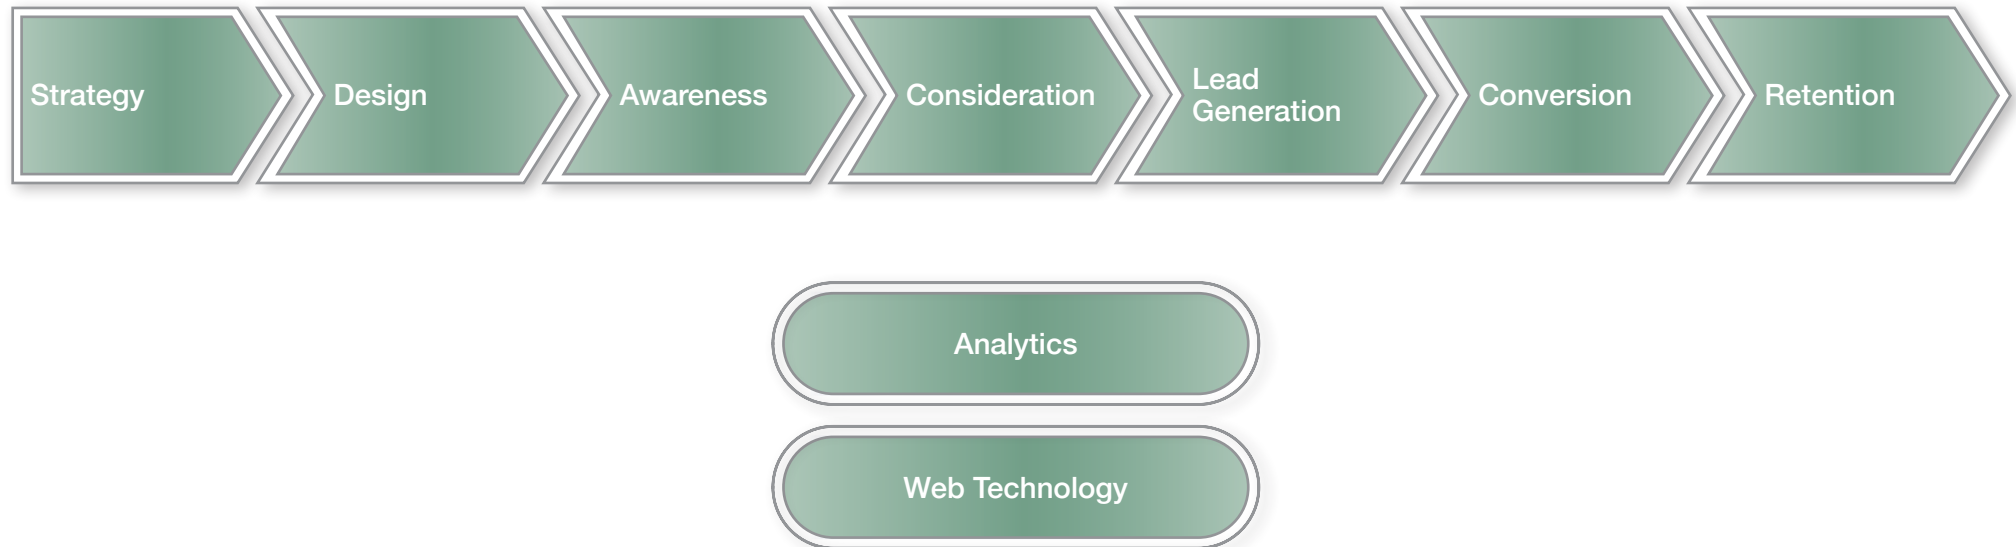 Strategy
Design
Awareness
Consideration
Lead
Generation
Conversion
Retention
Analytics
Web Technology